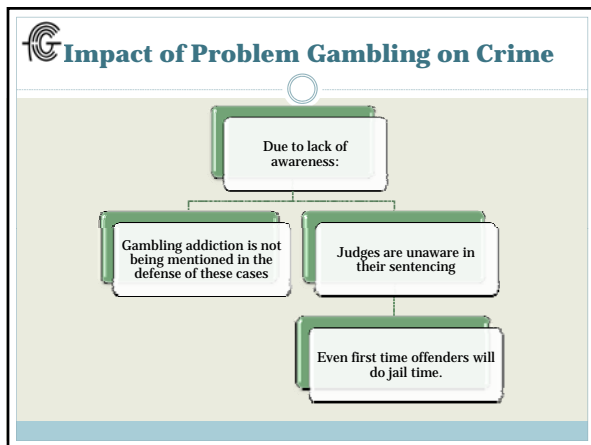 Impact of Problem Gambling on Crime
Due to lack of
awareness:
Gambling addiction is not
being mentioned in the
defense of these cases
Judges are unaware in
their sentencing
Even first time offenders will
do jail time.